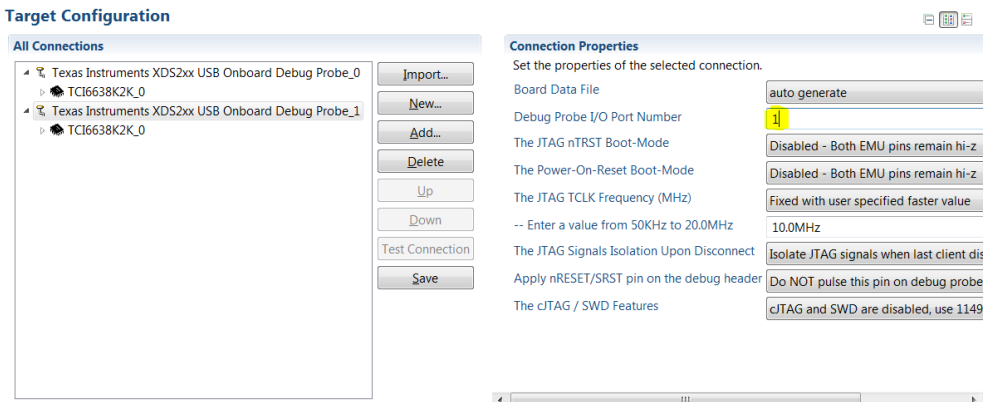 Target Configuration
All Connections
Texas Instruments XDS2xx USB Onboard Debug Probe_0
TCI6638K2K_0
Texas Instruments XDS2xx USB Onboard Debug Probe_1
TCI6638K2K_0
Import...
New...
Add...
Delete
Up
Down
Test Connection
Save
Connection Properties
Set the properties of the selected connection.
Board Data File auto generate
Debug Probe I/O Port Number 1
The JTAG nTRST Boot-Mode Disabled - Both EMU pins remain hi-z
The Power-On-Reset Boot-Mode Disabled - Both EMU pins remain hi-z
The JTAG TCLK Frequency (MHz) Fixed with user specified faster value
-- Enter a value from 50KHz to 20.0MHz 10.0MHz
The JTAG Signals Isolation Upon Disconnect Isolate JTAG signals when last client dis
Apply nRESET/SRST pin on the debug header Do NOT pulse this pin on debug probe
The cJTAG / SWD Features cJTAG and SWD are disabled, use 1149